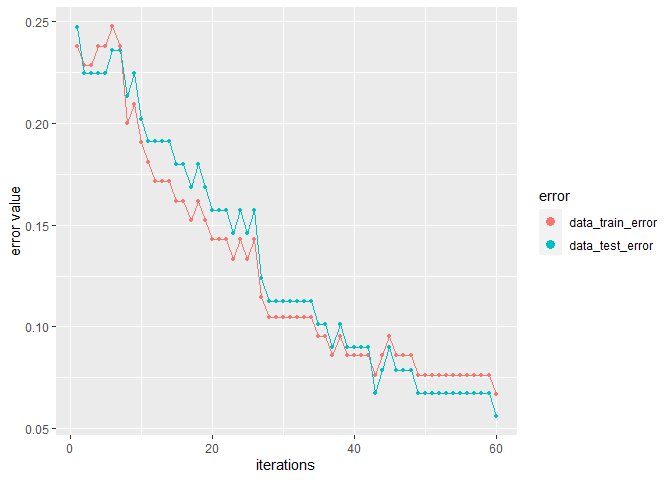 0.25
0.20
0.15
0.10
0.05
error value
0
20
40
60
iterations
error
data_train_error
data_test_error